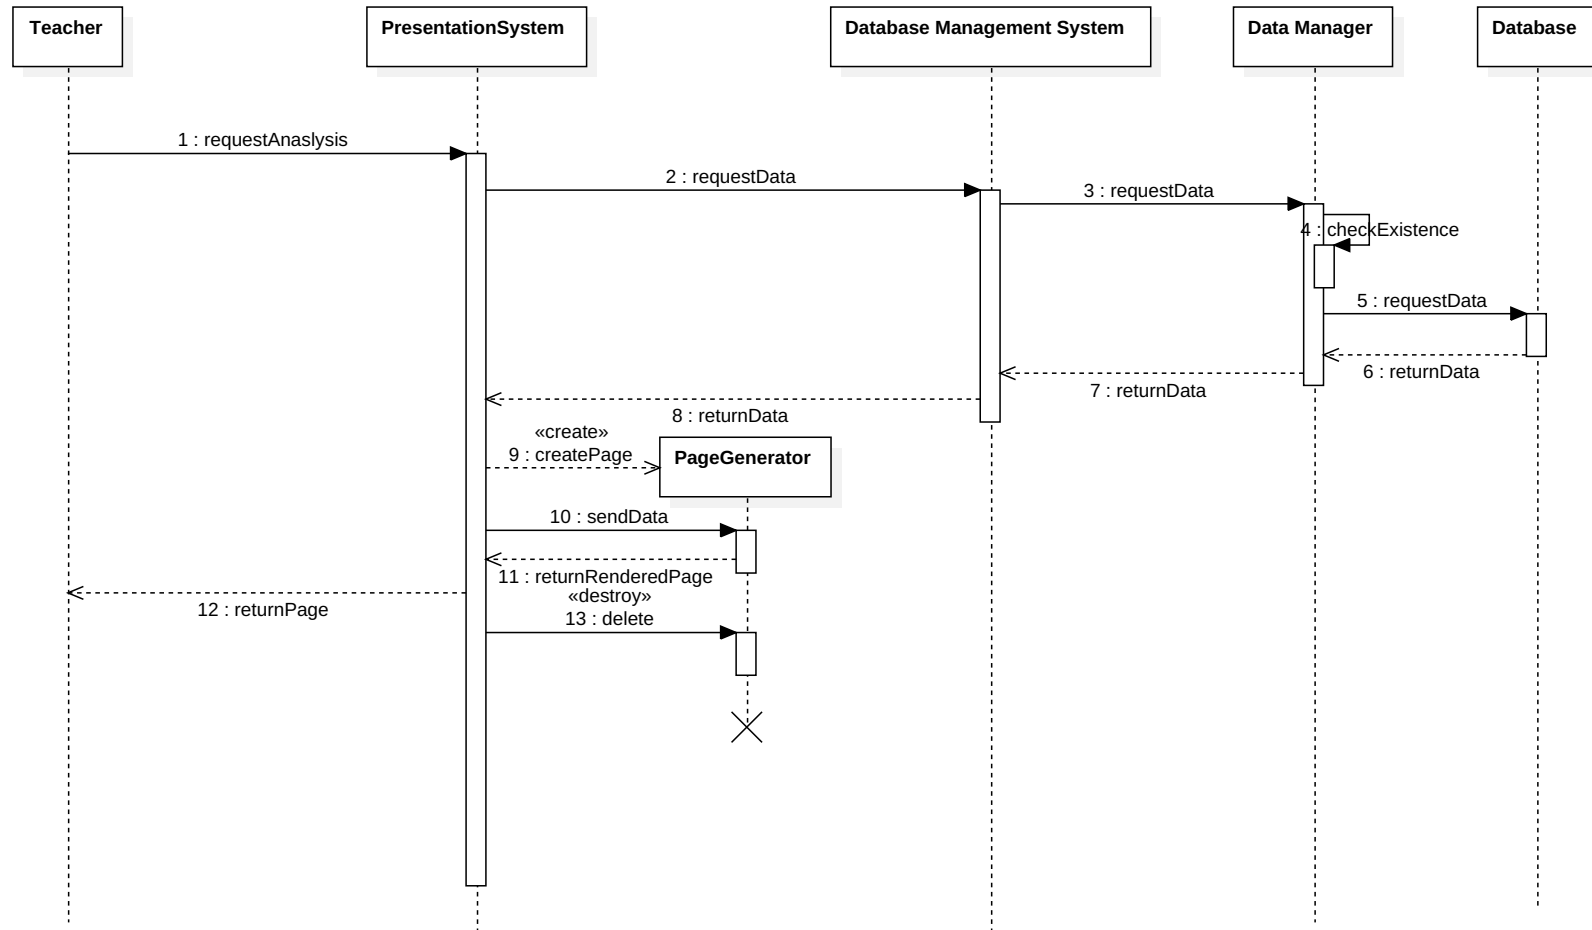 Teacher
PresentationSystem
Database Management System
Data Manager
Database
1 : requestAnaslysis
2 : requestData
3 : requestData
4 : checkExistence
5 : requestData
6 : returnData
7 : returnData
8 : returnData
«create»
9 : createPage
PageGenerator
10 : sendData
11 : returnRenderedPage
12 : returnPage
«destroy»
13 : delete